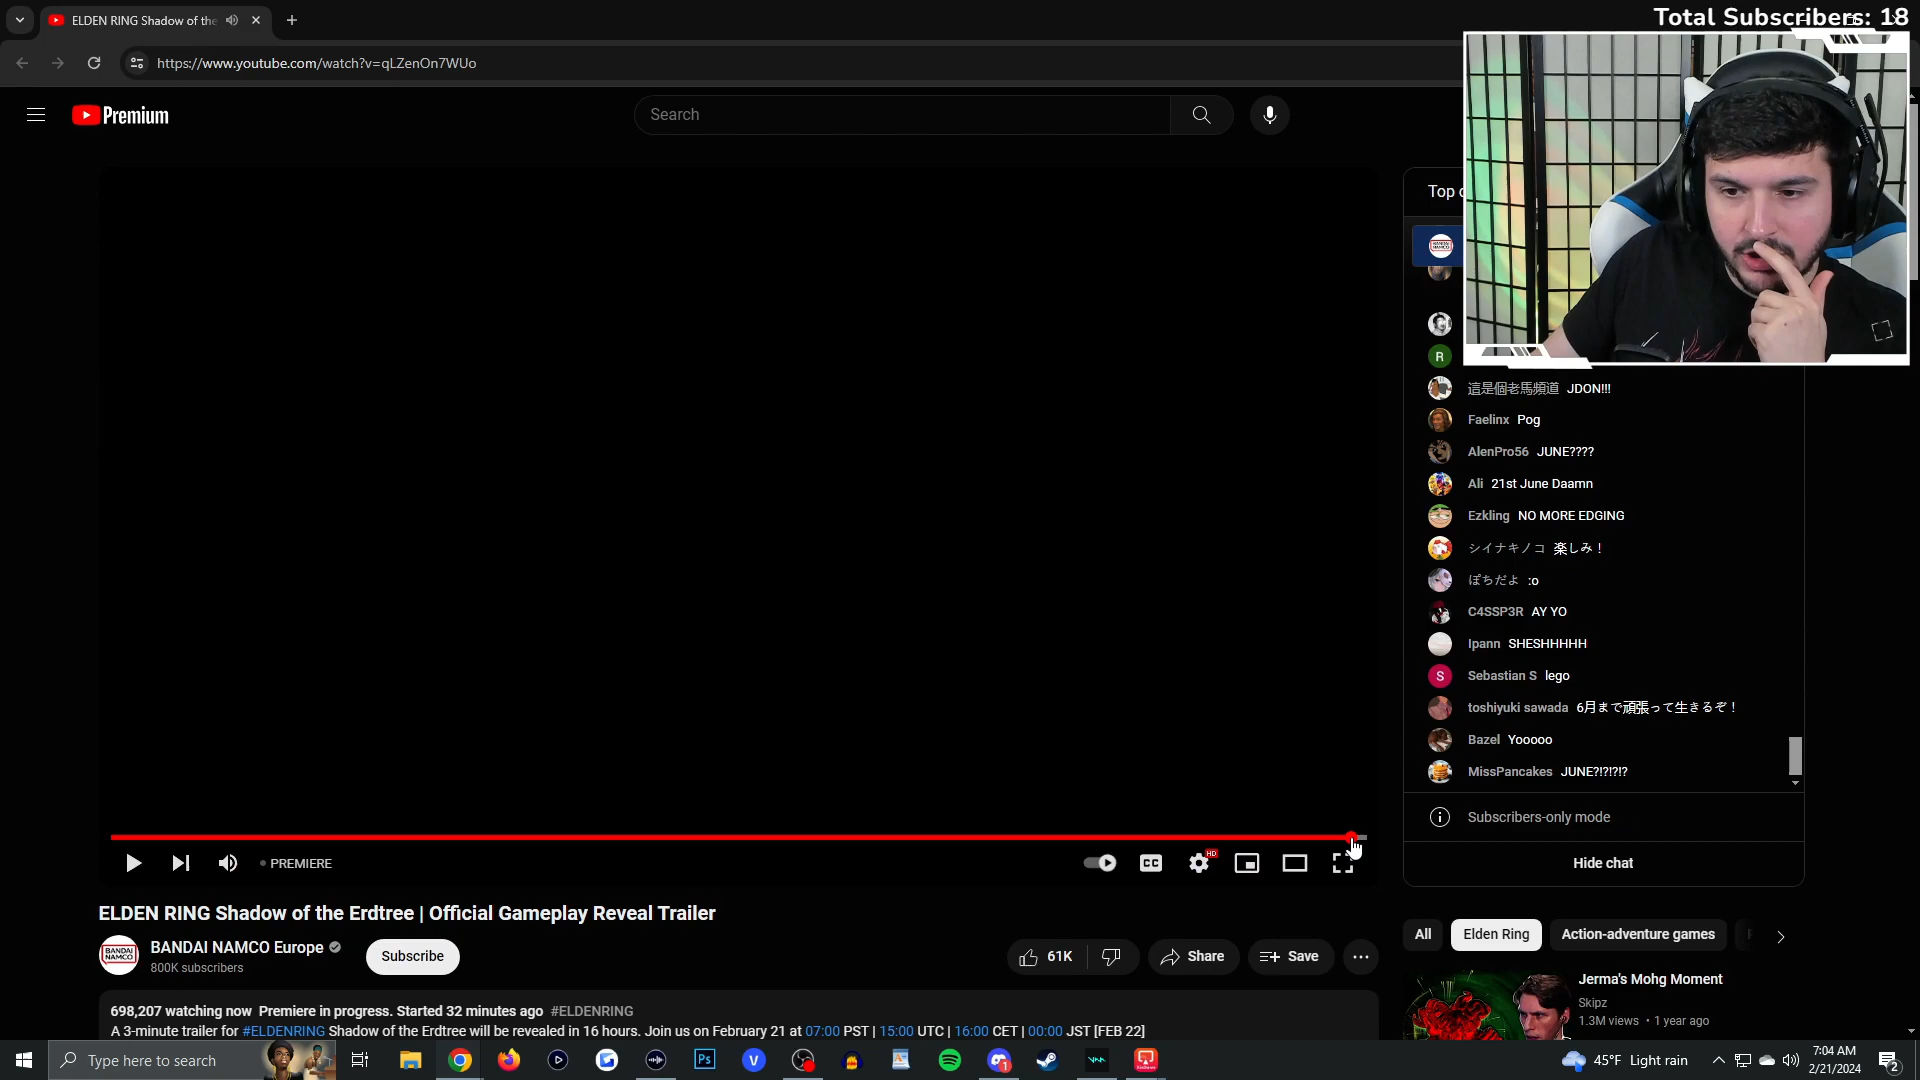 ELDEN RING Shadow of the
Total Subscribers: 18
https://www.youtube.com/watch?v=qLZenOn7WUo
Premium
Search
Top
R
這是個老馬頻道 JDON!!!
Faelinx Pog
AlenPro56 JUNE????
Ali 21st June Daamn
Ezkling NO MORE EDGING
シイナキノコ 楽しみ！
ぽちだよ :o
C4SSP3R AY YO
Ipann SHESHHHHH
S Sebastian S lego
toshiyuki sawada 6月まで頑張って生きるぞ！
Bazel Yooooo
MissPancakes JUNE?!?!?!?
Subscribers-only mode
Hide chat
• PREMIERE
CC
HD
ELDEN RING Shadow of the Erdtree | Official Gameplay Reveal Trailer
BANDAI NAMCO
BANDAI NAMCO Europe
800K subscribers
Subscribe
61K
Share
Save
All
Elden Ring
Action-adventure games
698,207 watching now Premiere in progress. Started 32 minutes ago #ELDENRING
A 3-minute trailer for #ELDENRING Shadow of the Erdtree will be revealed in 16 hours. Join us on February 21 at 07:00 PST | 15:00 UTC | 16:00 CET | 00:00 JST [FEB 22]
Jerma's Mohg Moment
Skipz
1.3M views • 1 year ago
Type here to search
Ps
V
1
45°F Light rain
7:04 AM
2/21/2024
2